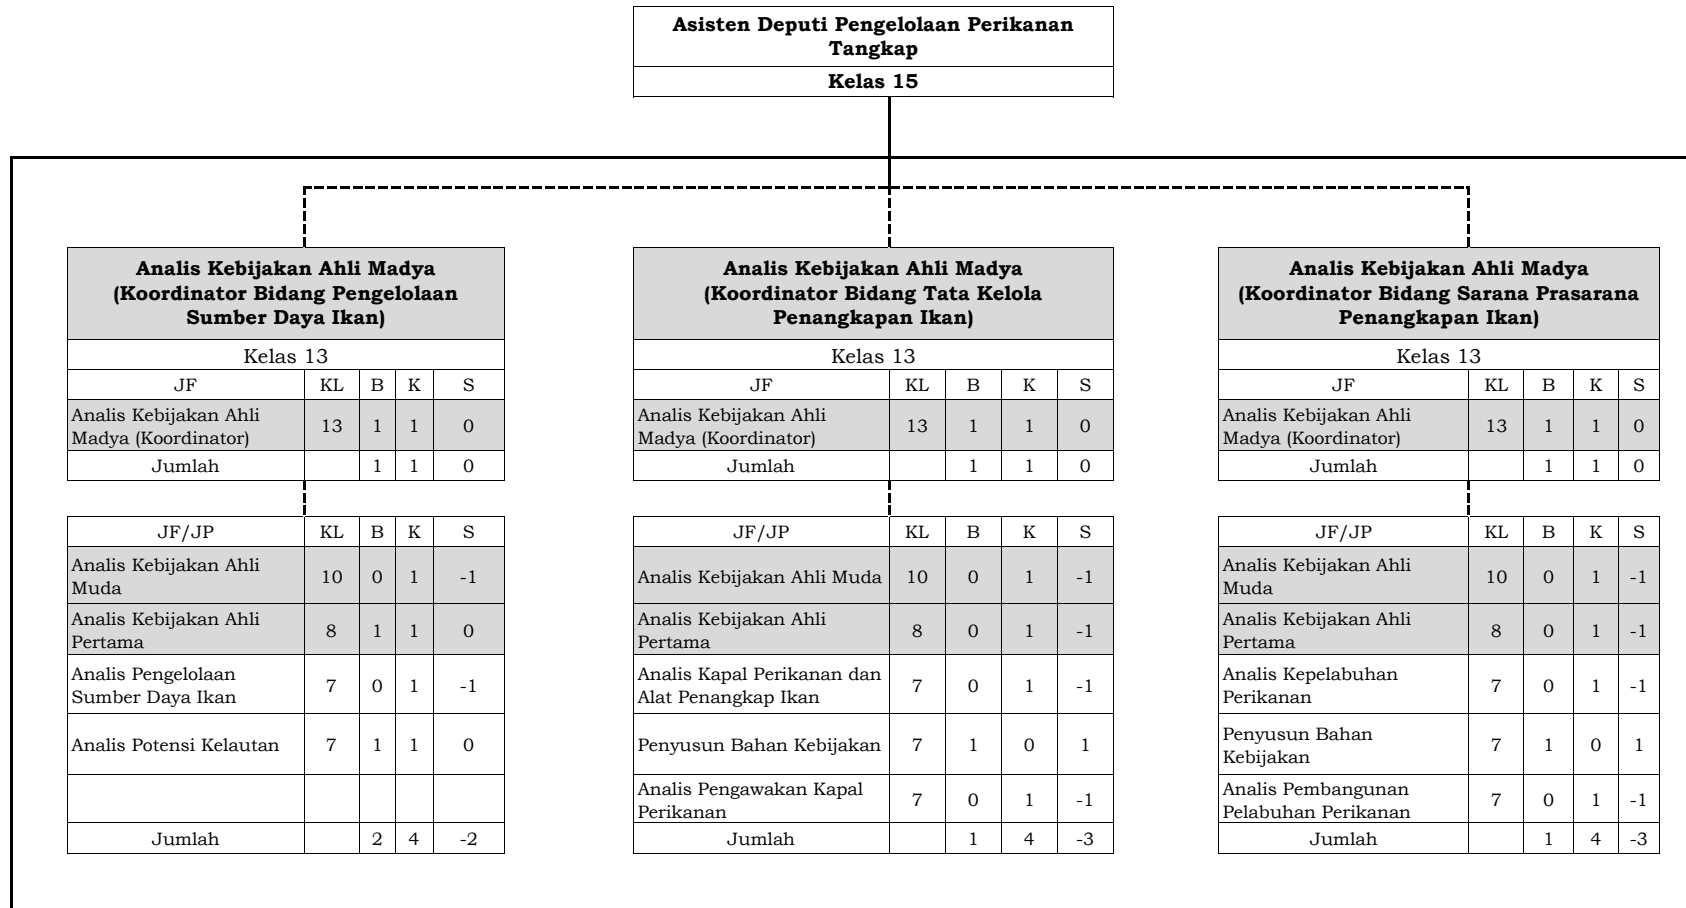 Asisten Deputi Pengelolaan Perikanan
Tangkap
Kelas 15
Analis Kebijakan Ahli Madya
(Koordinator Bidang Pengelolaan
Sumber Daya Ikan)
Kelas 13
JF KL B K S
Analis Kebijakan Ahli
Madya (Koordinator) 13 1 1 0
Jumlah 1 1 0
JF/JP KL B K S
Analis Kebijakan Ahli
Muda 10 0 1 -1
Analis Kebijakan Ahli
Pertama 8 1 1 0
Analis Pengelolaan
Sumber Daya Ikan 7 0 1 -1
Analis Potensi Kelautan 7 1 1 0
Jumlah 2 4 -2
Analis Kebijakan Ahli Madya
(Koordinator Bidang Tata Kelola
Penangkapan Ikan)
Kelas 13
JF KL B K S
Analis Kebijakan Ahli
Madya (Koordinator) 13 1 1 0
Jumlah 1 1 0
JF/JP KL B K S
Analis Kebijakan Ahli Muda 10 0 1 -1
Analis Kebijakan Ahli
Pertama 8 0 1 -1
Analis Kapal Perikanan dan
Alat Penangkap Ikan 7 0 1 -1
Penyusun Bahan Kebijakan 7 1 0 1
Analis Pengawakan Kapal
Perikanan 7 0 1 -1
Jumlah 1 4 -3
Analis Kebijakan Ahli Madya
(Koordinator Bidang Sarana Prasarana
Penangkapan Ikan)
Kelas 13
JF KL B K S
Analis Kebijakan Ahli
Madya (Koordinator) 13 1 1 0
Jumlah 1 1 0
JF/JP KL B K S
Analis Kebijakan Ahli
Muda 10 0 1 -1
Analis Kebijakan Ahli
Pertama 8 0 1 -1
Analis Kepelabuhan
Perikanan 7 0 1 -1
Penyusun Bahan
Kebijakan 7 1 0 1
Analis Pembangunan
Pelabuhan Perikanan 7 0 1 -1
Jumlah 1 4 -3